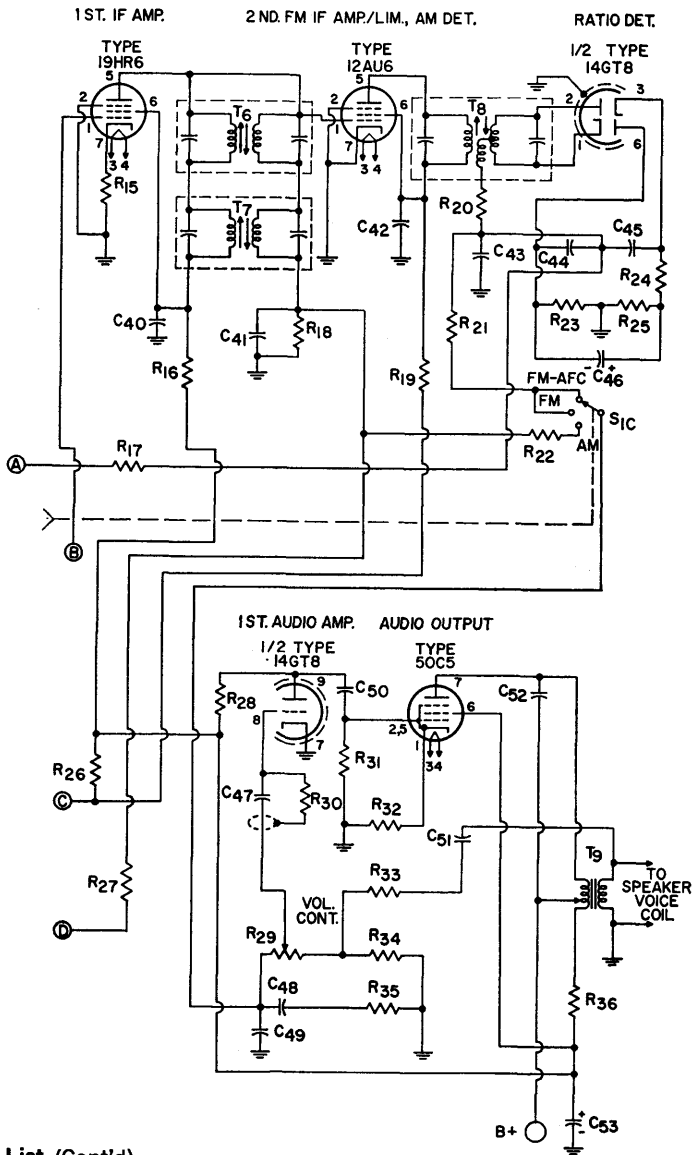 1 ST. IF AMP.
2 ND. FM IF AMP./LIM., AM DET.
RATIO DET.
TYPE
19HR6
TYPE
12AU6
1/2 TYPE
14GT8
5
2
6
1
7
3 4
R15
T6
T7
5
2
6
1
7
3 4
T8
2
3
1
6
R20
C42
C43
C44
C45
R24
R23
R25
C46
- +
C40
C41
R18
R16
R19
R21
FM-AFC
FM
S1C
AM
R22
A
R17
B
1ST. AUDIO AMP.
AUDIO OUTPUT
1/2 TYPE
14GT8
TYPE
50C5
R28
9
8
7
C50
7
2,5
6
1
34
C52
R26
C47
R30
R31
R32
C51
C
R27
R33
T9
TO
SPEAKER
VOICE
COIL
VOL.
CONT.
D
R29
R34
C48
R35
R36
C49
B+
+
-
C53
List (Cont'd)